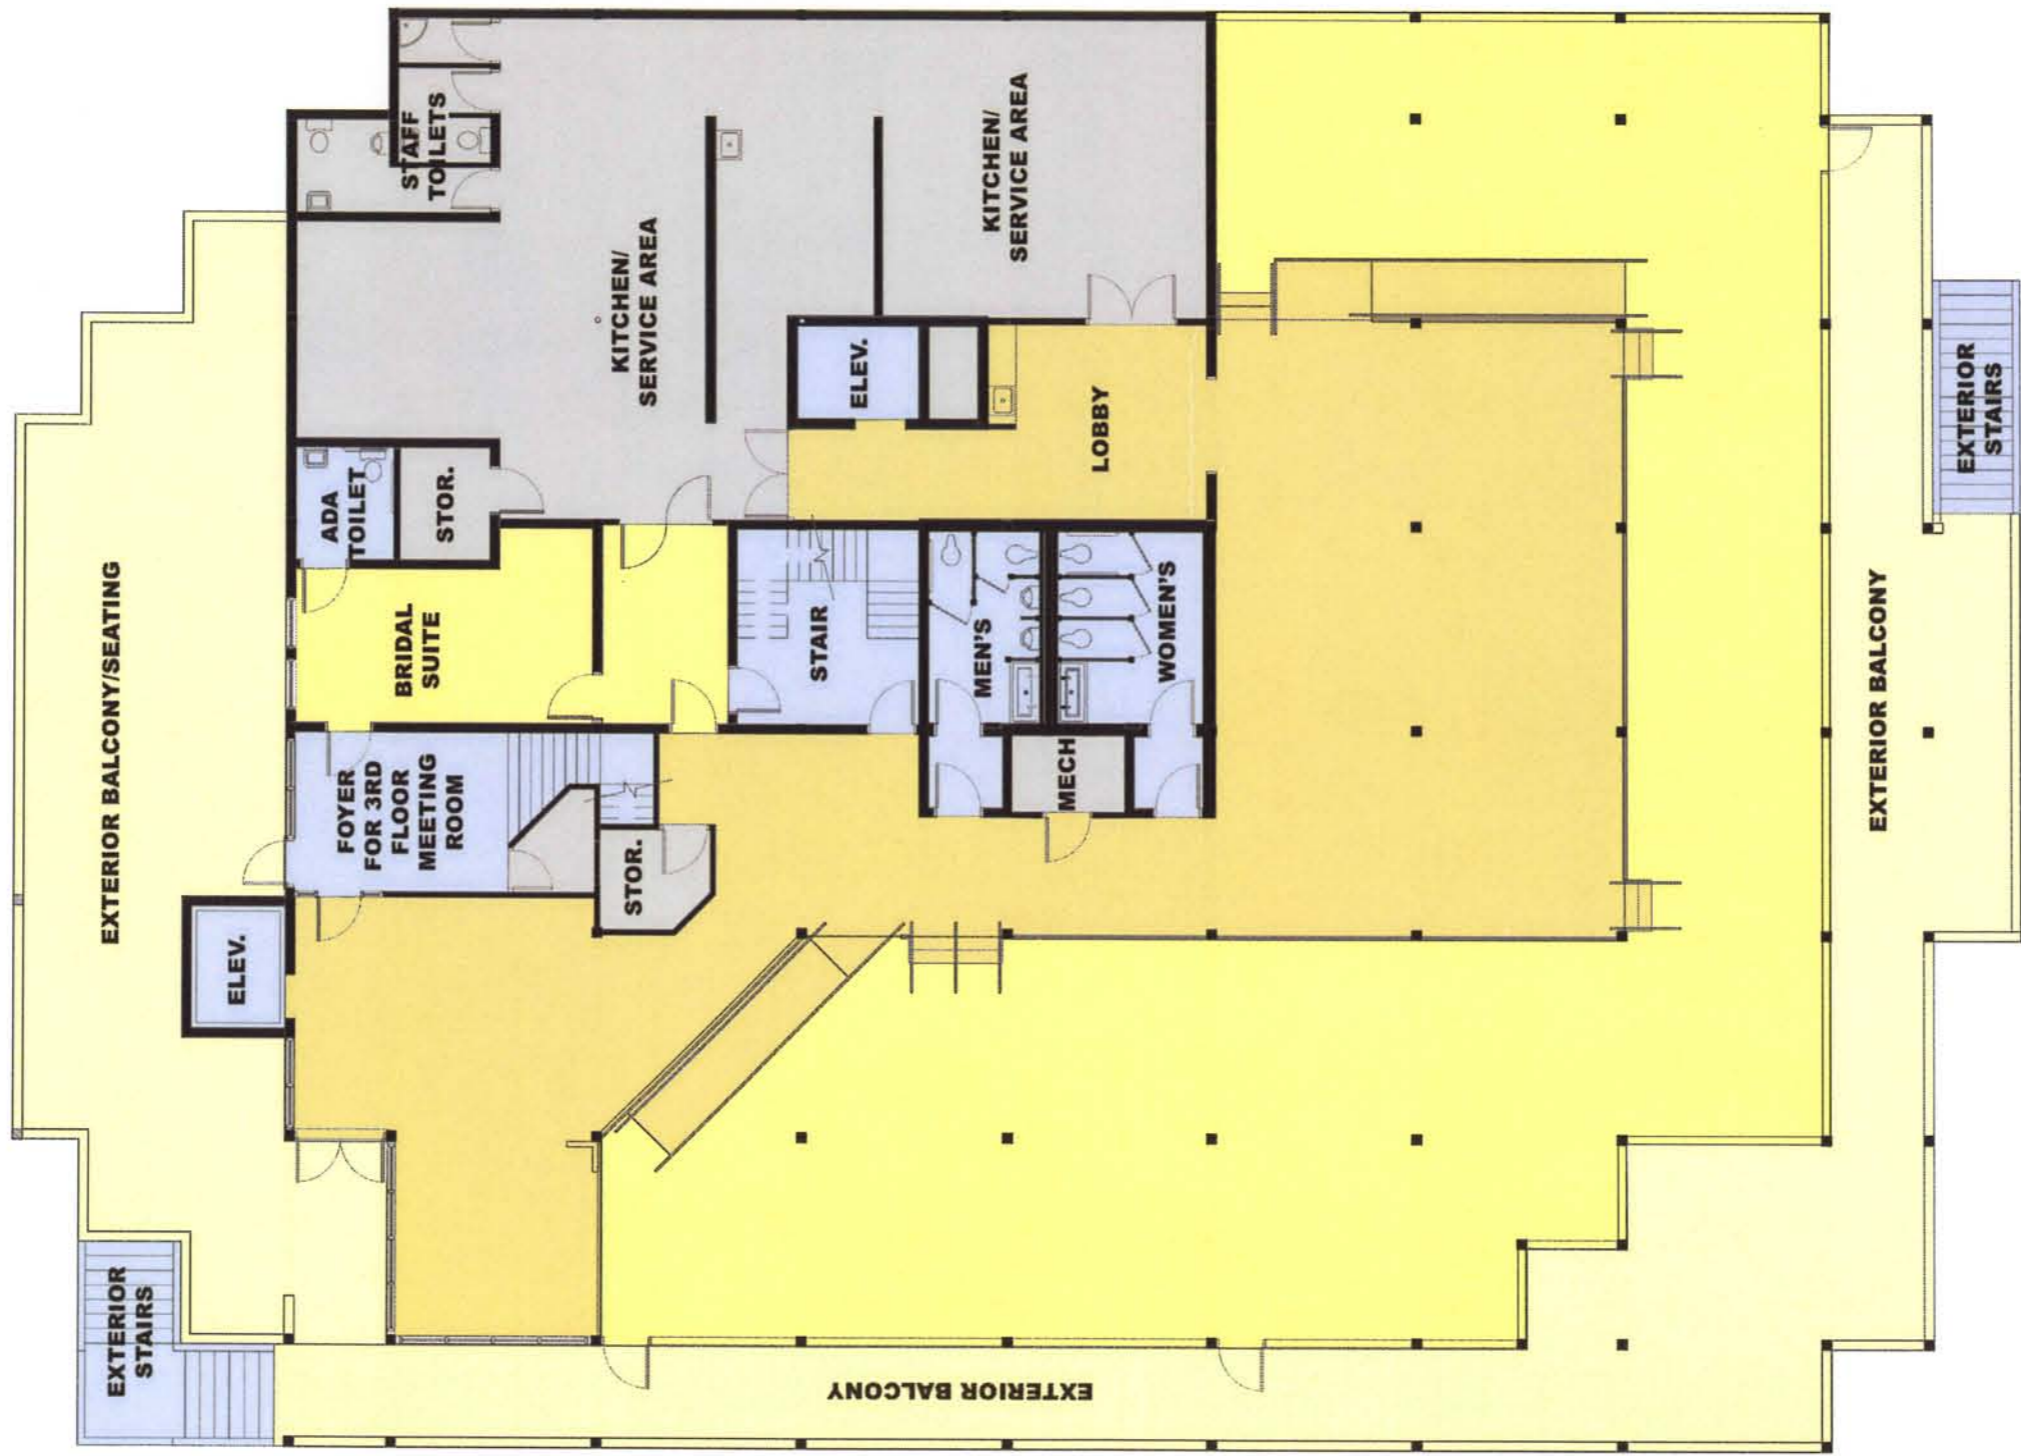 EXTERIOR BALCONY/SEATING
STAFF
TOILETS
KITCHEN/
SERVICE AREA
KITCHEN/
SERVICE AREA
ELEV.
LOBBY
ADA
TOILET
STOR.
BRIDAL
SUITE
STAIR
MEN'S
WOMEN'S
MECH
FOYER
FOR 3RD
FLOOR
MEETING
ROOM
STOR.
ELEV.
EXTERIOR
STAIRS
EXTERIOR BALCONY
EXTERIOR
STAIRS
EXTERIOR BALCONY